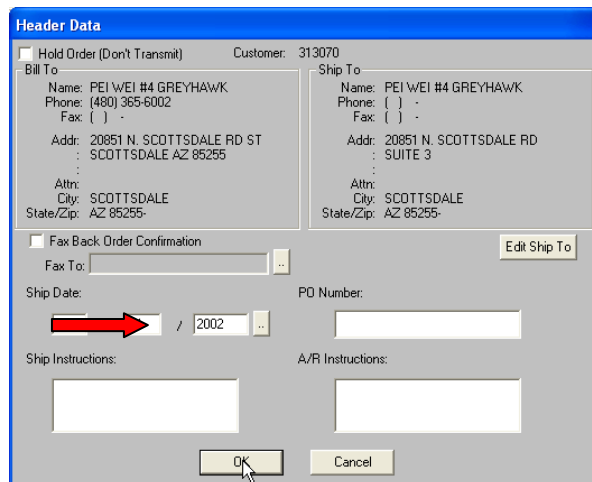 Header Data
Hold Order (Don't Transmit)
Customer: 313070
Bill To
Name: PEI WEI #4 GREYHAWK
Phone: (480) 365-6002
Fax: ( ) -
Addr: 20851 N. SCOTTSDALE RD ST
: SCOTTSDALE AZ 85255
:
Attn:
City: SCOTTSDALE
State/Zip: AZ 85255-
Ship To
Name: PEI WEI #4 GREYHAWK
Phone: ( ) -
Fax: ( ) -
Addr: 20851 N. SCOTTSDALE RD
: SUITE 3
:
Attn:
City: SCOTTSDALE
State/Zip: AZ 85255-
Fax Back Order Confirmation
Edit Ship To
Fax To: ..
Ship Date:
/ 2002 ..
PO Number:
Ship Instructions:
A/R Instructions:
OK
Cancel